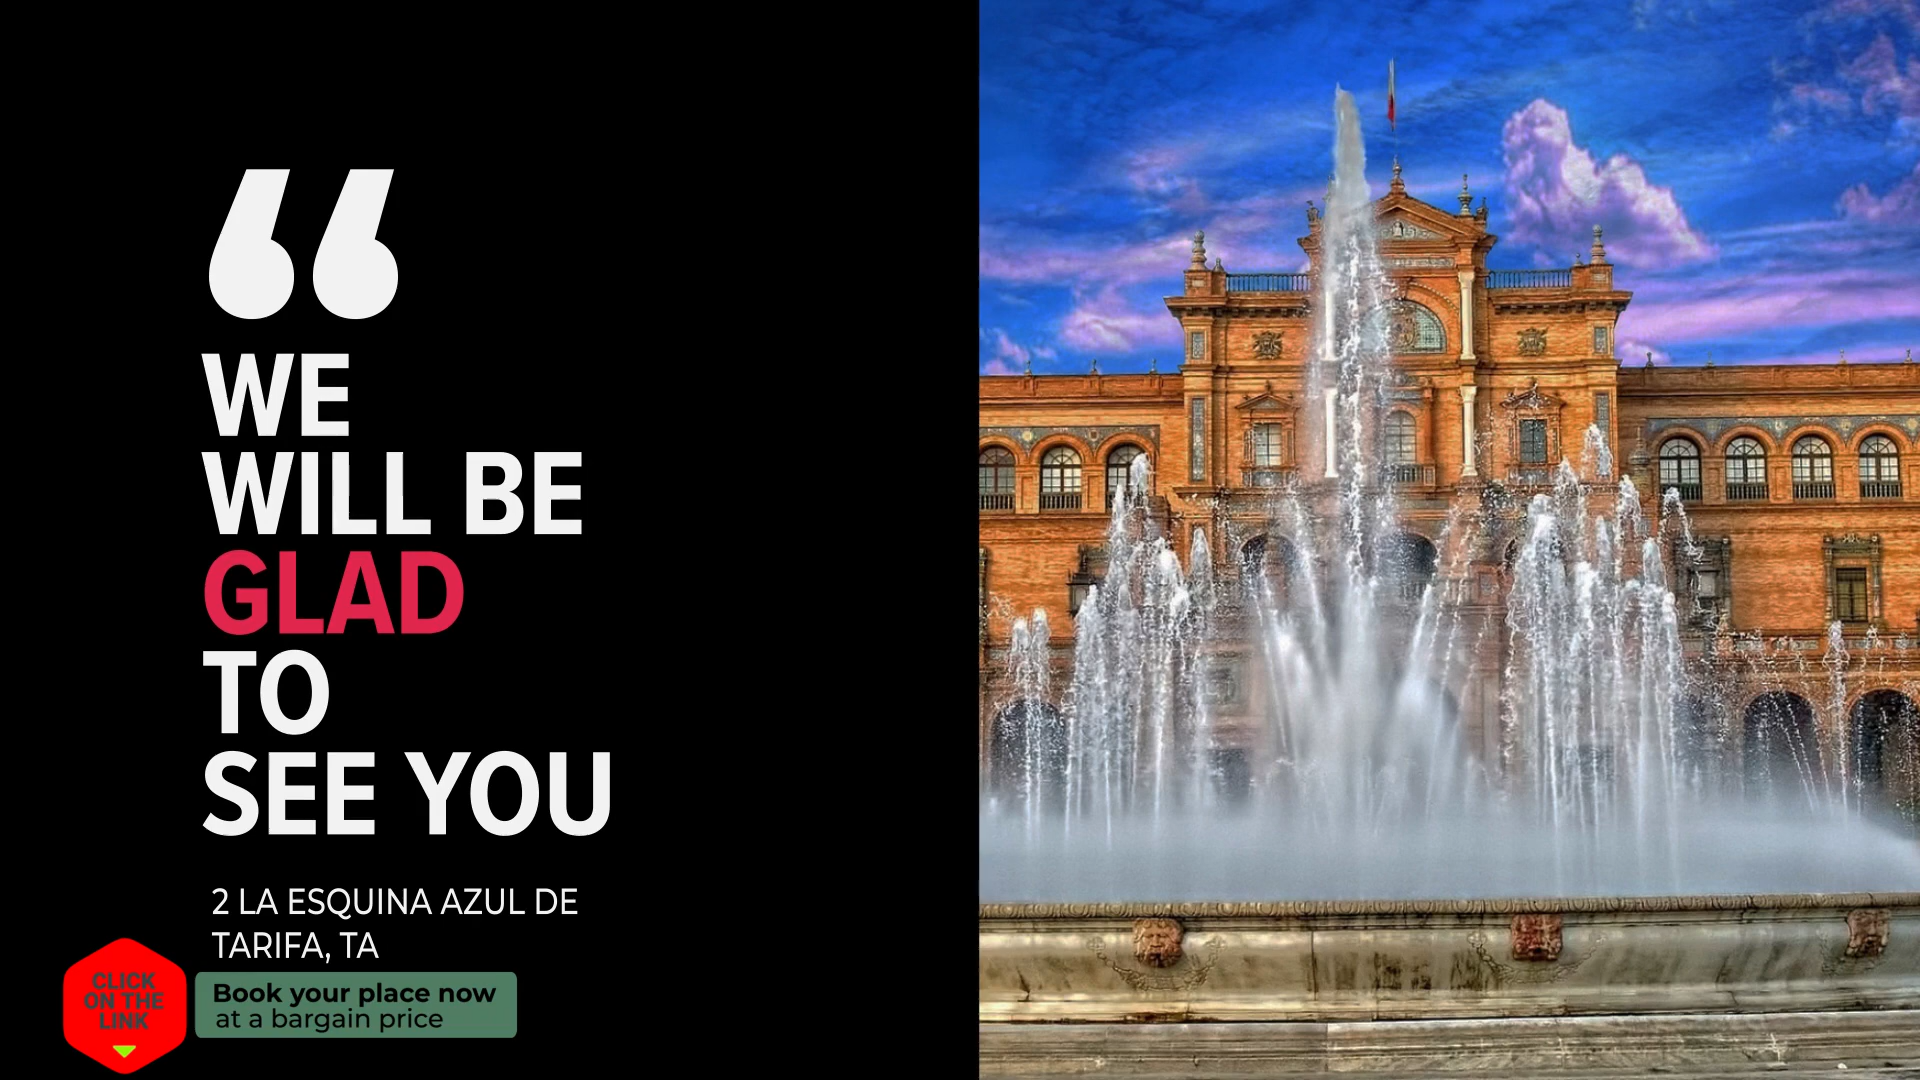 “
WE
WILL BE
GLAD
TO
SEE YOU
2 LA ESQUINA AZUL DE
TARIFA, TA
CLICK
ON THE
LINK
Book your place now
at a bargain price